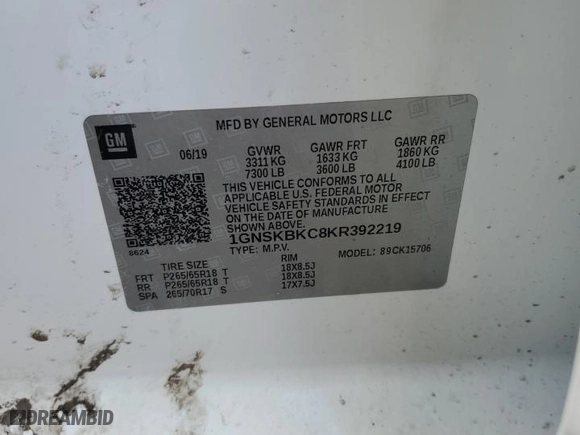 MFD BY GENERAL MOTORS LLC
GM
06/19 GVWR GAWR FRT GAWR RR
3311 KG 1633 KG 1860 KG
7300 LB 3600 LB 4100 LB
THIS VEHICLE CONFORMS TO ALL
APPLICABLE U.S. FEDERAL MOTOR
VEHICLE SAFETY STANDARDS IN EFFECT
ON THE DATE OF MANUFACTURE
SHOWN ABOVE.
1GNSKBKC8KR392219
8624 TYPE: M.P.V. MODEL: 89CK15706
TIRE SIZE RIM
FRT P265/65R18 T 18X8.5J
RR P265/65R18 T 18X8.5J
SPA 265/70R17 S 17X7.5J
DREAMBID